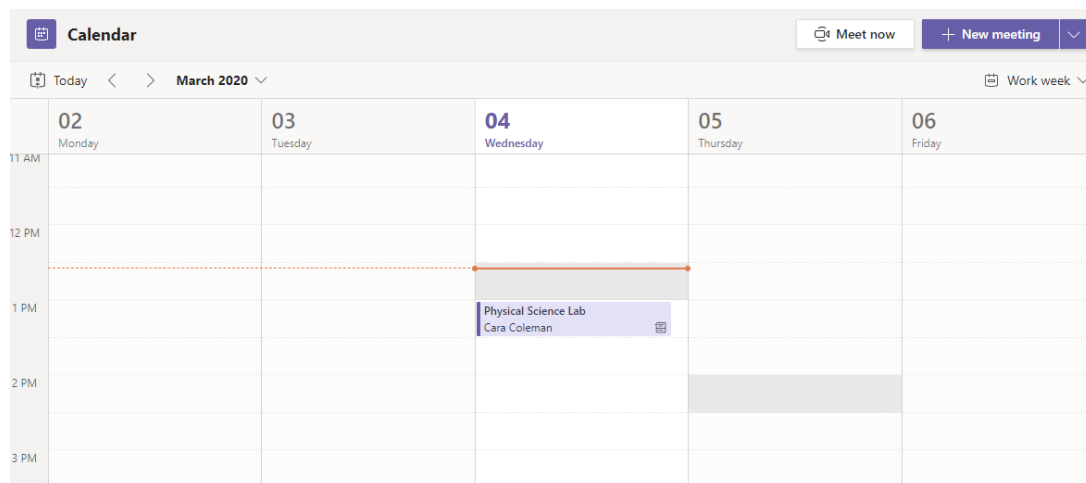 Calendar
Meet now
New meeting
Today
March 2020
Work week
02
Monday
03
Tuesday
04
Wednesday
05
Thursday
06
Friday
11 AM
12 PM
1 PM
Physical Science Lab
Cara Coleman
2 PM
3 PM